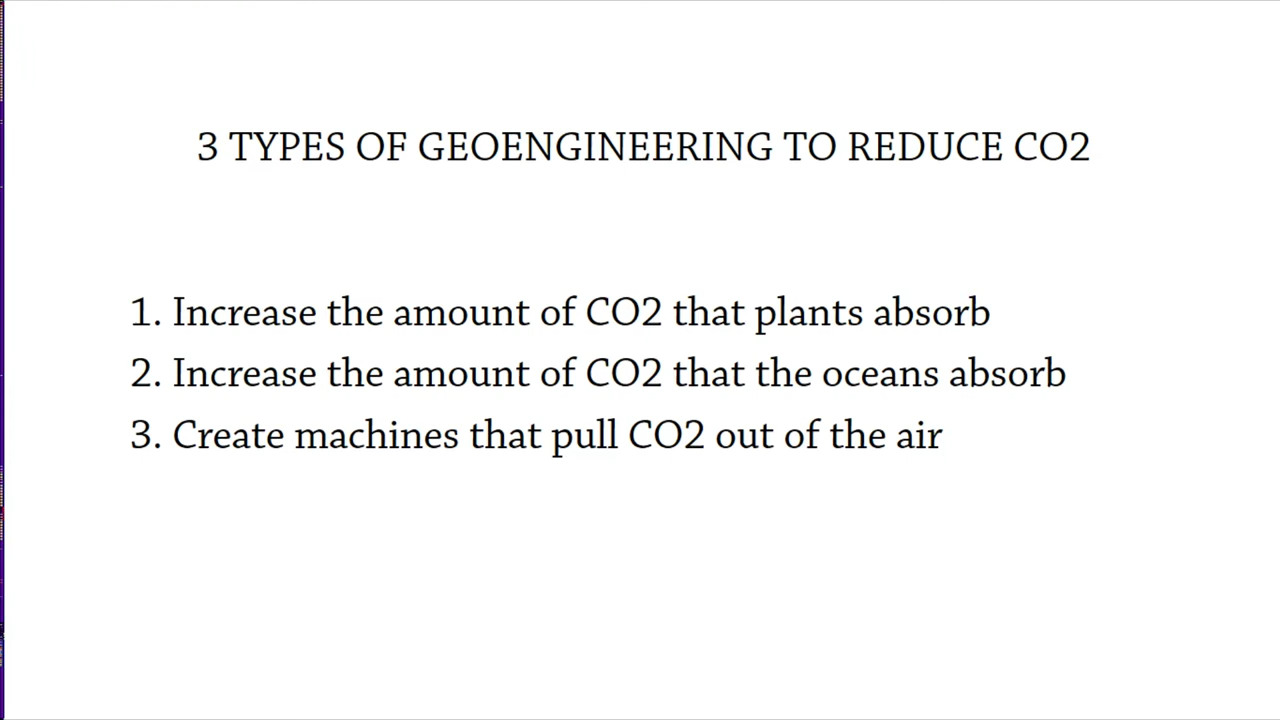 3 TYPES OF GEOENGINEERING TO REDUCE CO2
1. Increase the amount of CO2 that plants absorb
2. Increase the amount of CO2 that the oceans absorb
3. Create machines that pull CO2 out of the air